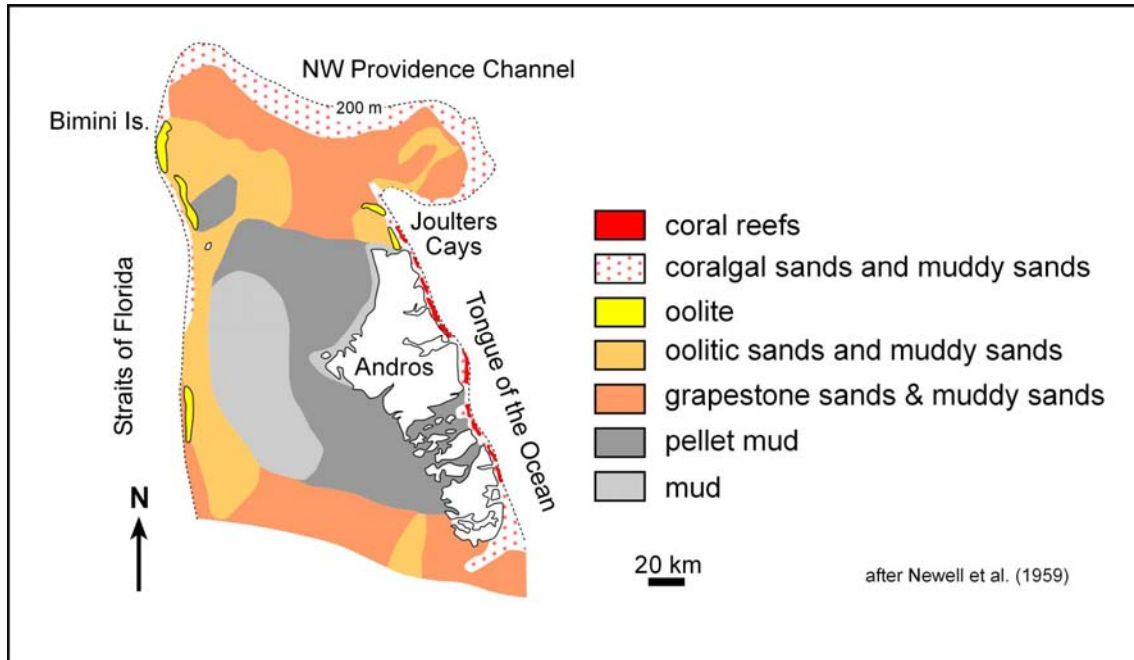 NW Providence Channel
200 m
Bimini Is.
Joulters
Cays
Straits of Florida
Andros
Tongue of the Ocean
N
coral reefs
coralgal sands and muddy sands
oolite
oolitic sands and muddy sands
grapestone sands & muddy sands
pellet mud
mud
20 km
after Newell et al. (1959)